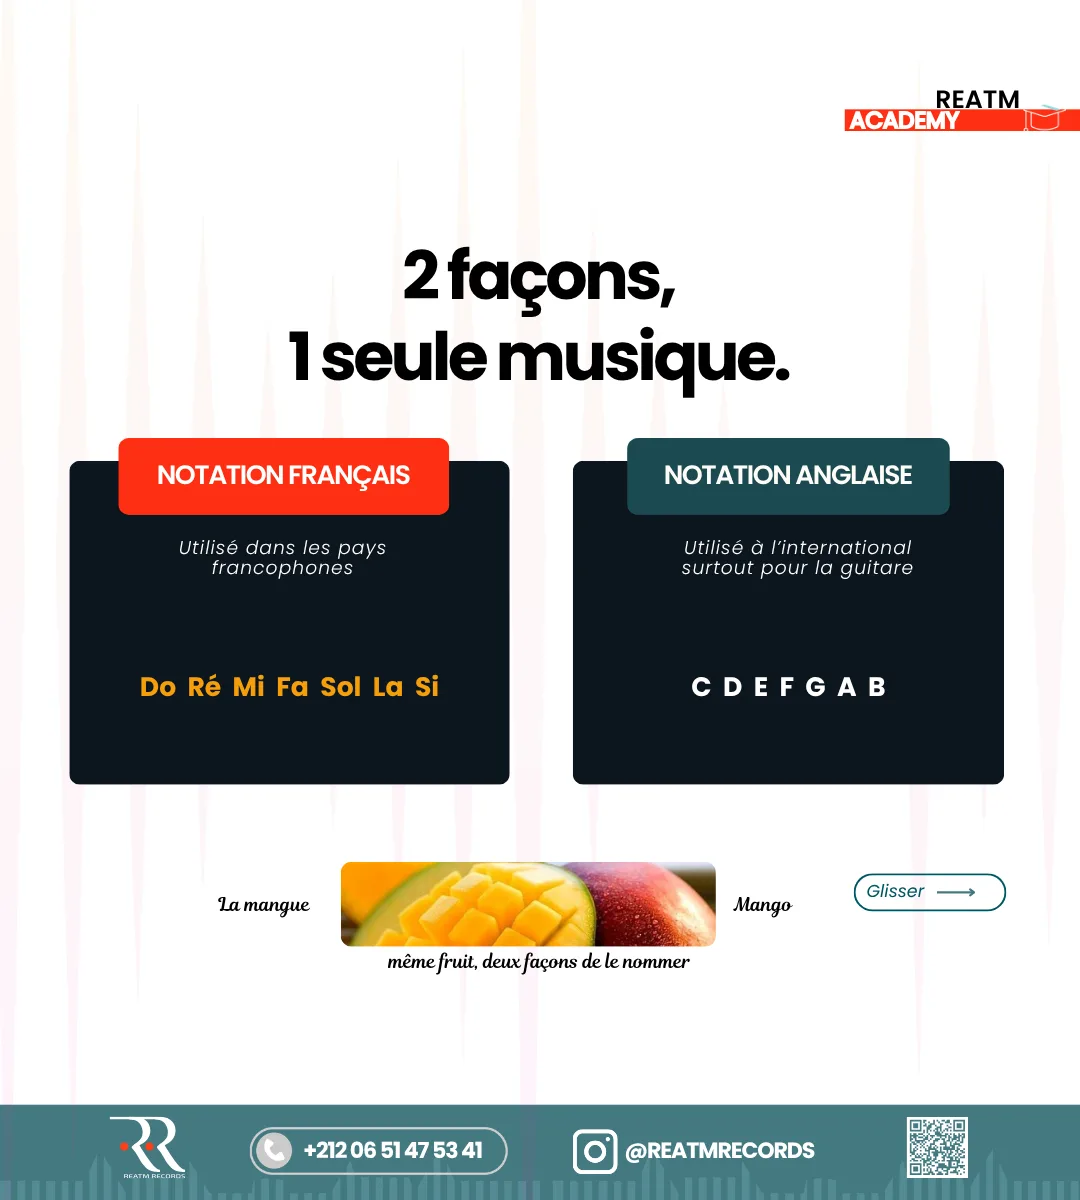 REATM
ACADEMY
2 façons,
1 seule musique.
NOTATION FRANÇAIS
Utilisé dans les pays
francophones
Do Ré Mi Fa Sol La Si
NOTATION ANGLAISE
Utilisé à l’international
surtout pour la guitare
C D E F G A B
La mangue
Mango
même fruit, deux façons de le nommer
Glisser
RR
REATM RECORDS
+212 06 51 47 53 41
@REATMRECORDS